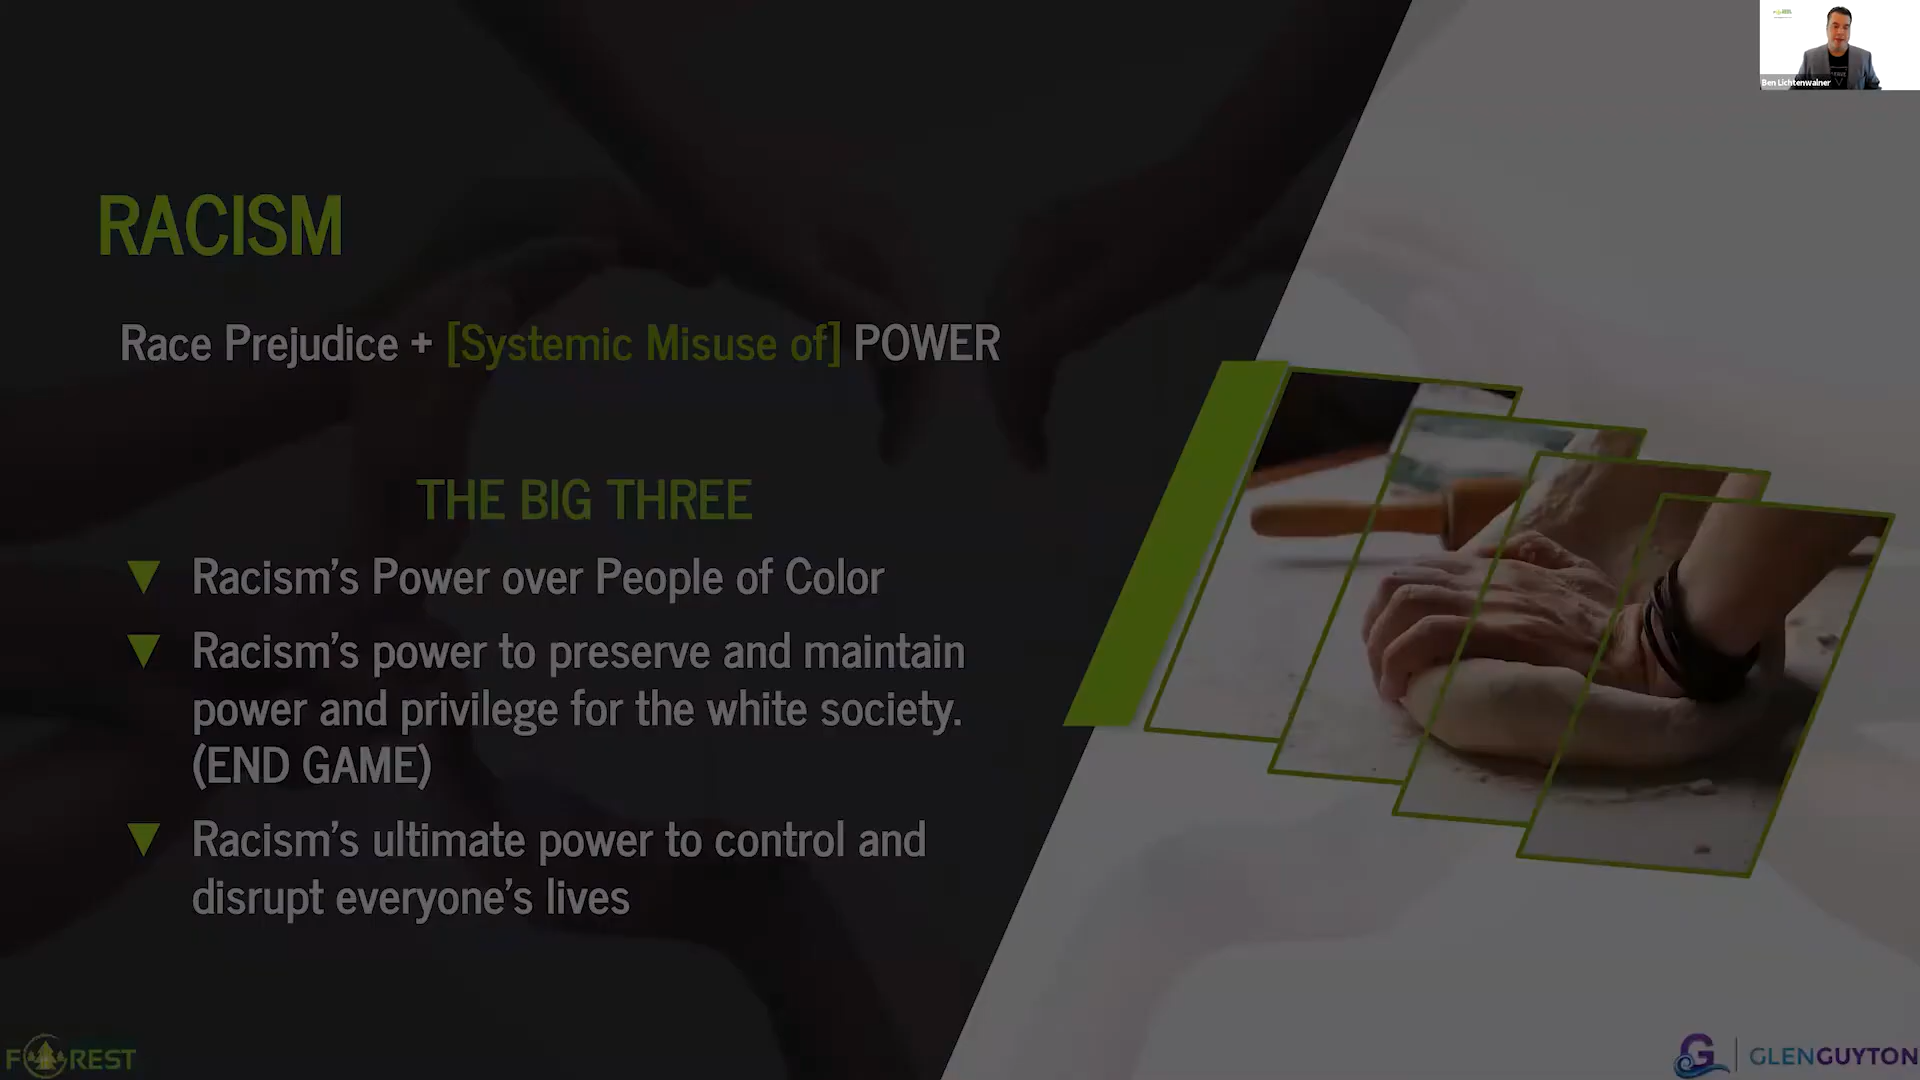 Ben Lichtenwalner
RACISM
Race Prejudice + [Systemic Misuse of] POWER
THE BIG THREE
Racism’s Power over People of Color
Racism’s power to preserve and maintain
power and privilege for the white society.
(END GAME)
Racism’s ultimate power to control and
disrupt everyone’s lives
FOREST
G GLENGUYTON